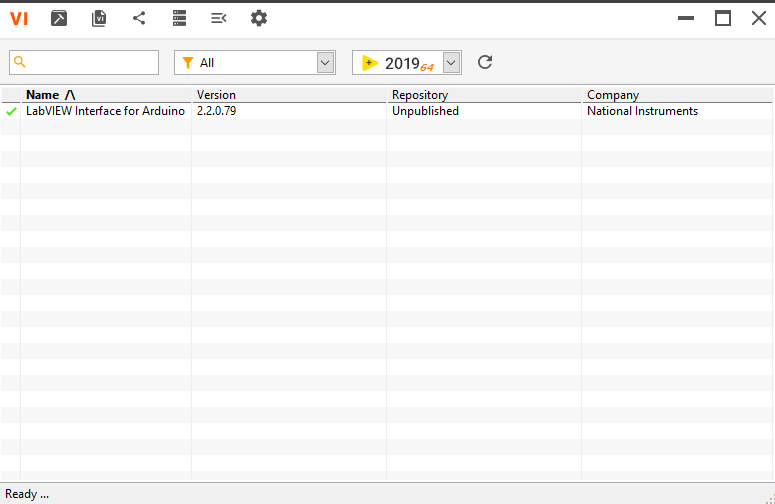 VI
All
2019 64
Name /\ Version Repository Company
LabVIEW Interface for Arduino 2.2.0.79 Unpublished National Instruments
Ready ...